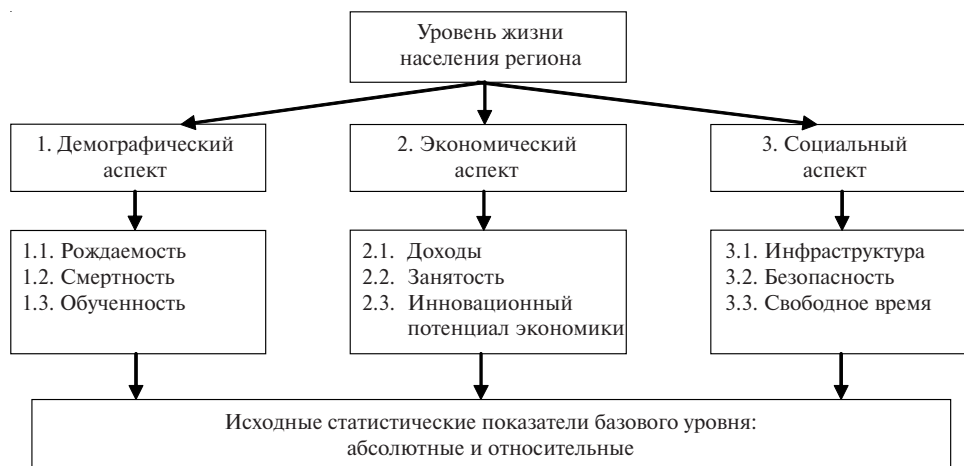 Уровень жизни
населения региона
1. Демографический
аспект
2. Экономический
аспект
3. Социальный
аспект
1.1. Рождаемость
1.2. Смертность
1.3. Обученность
2.1. Доходы
2.2. Занятость
2.3. Инновационный
потенциал экономики
3.1. Инфраструктура
3.2. Безопасность
3.3. Свободное время
Исходные статистические показатели базового уровня:
абсолютные и относительные